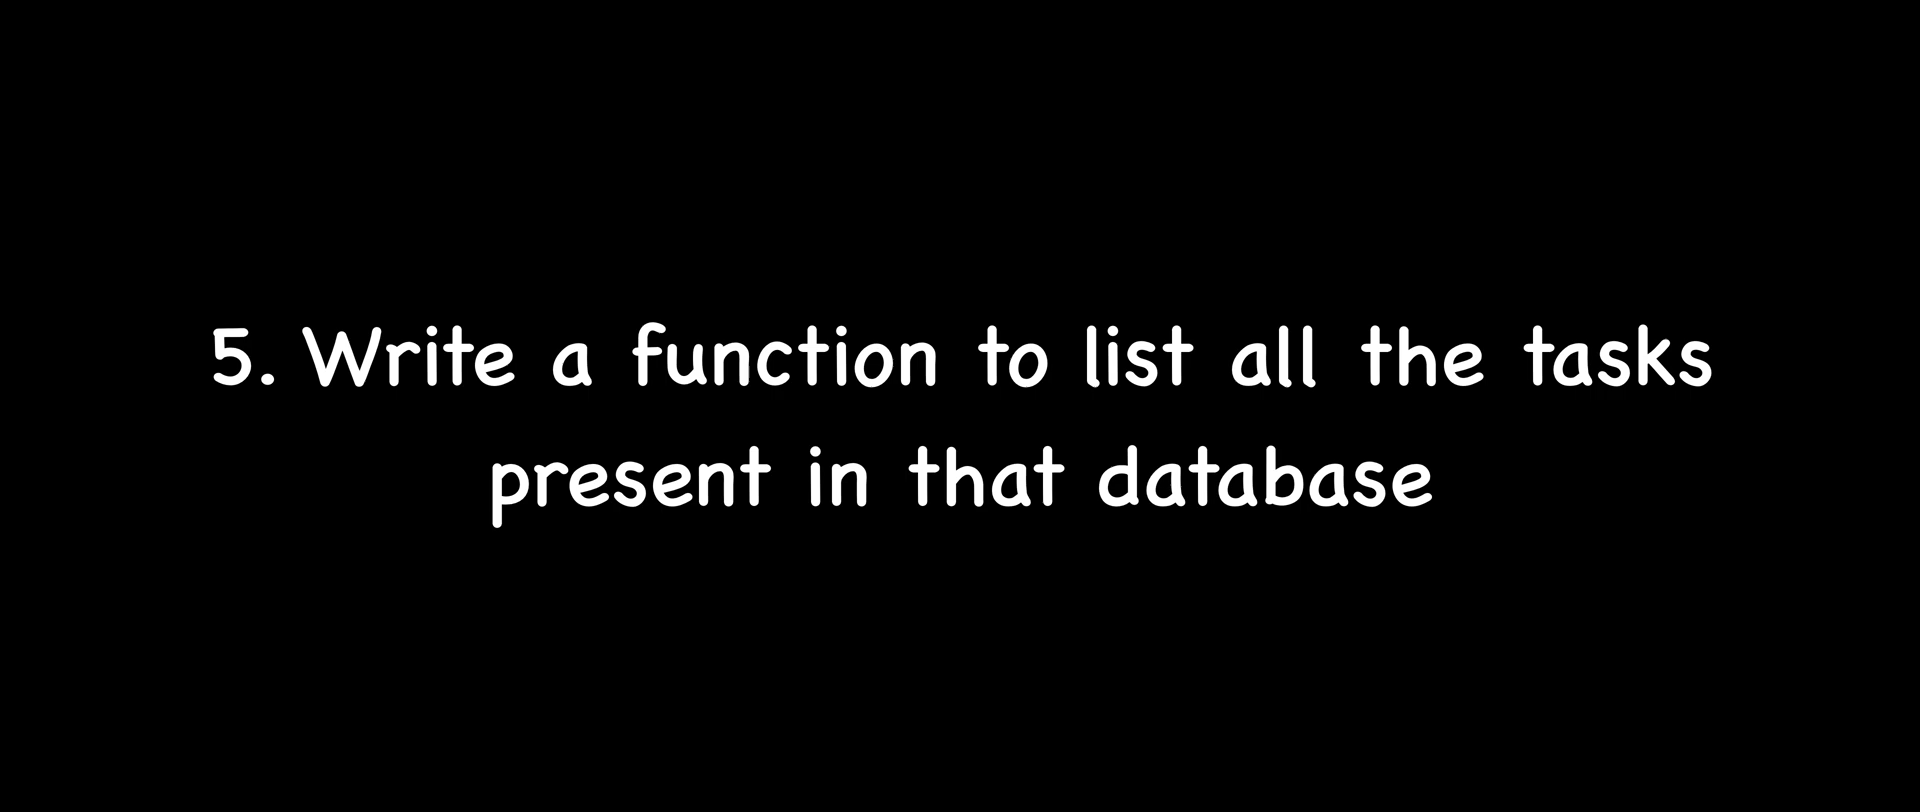 5. Write a function to list all the tasks
present in that database